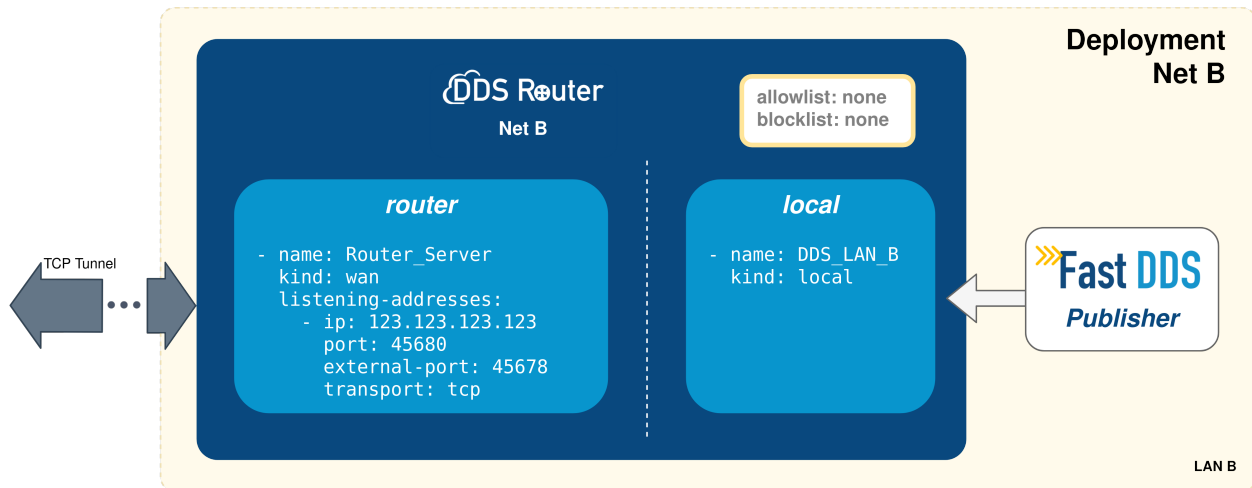 Deployment
Net B
DDS Router
Net B
allowlist: none
blocklist: none
router
- name: Router_Server
kind: wan
listening-addresses:
- ip: 123.123.123.123
port: 45680
external-port: 45678
transport: tcp
local
- name: DDS_LAN_B
kind: local
TCP Tunnel
Fast DDS
Publisher
LAN B